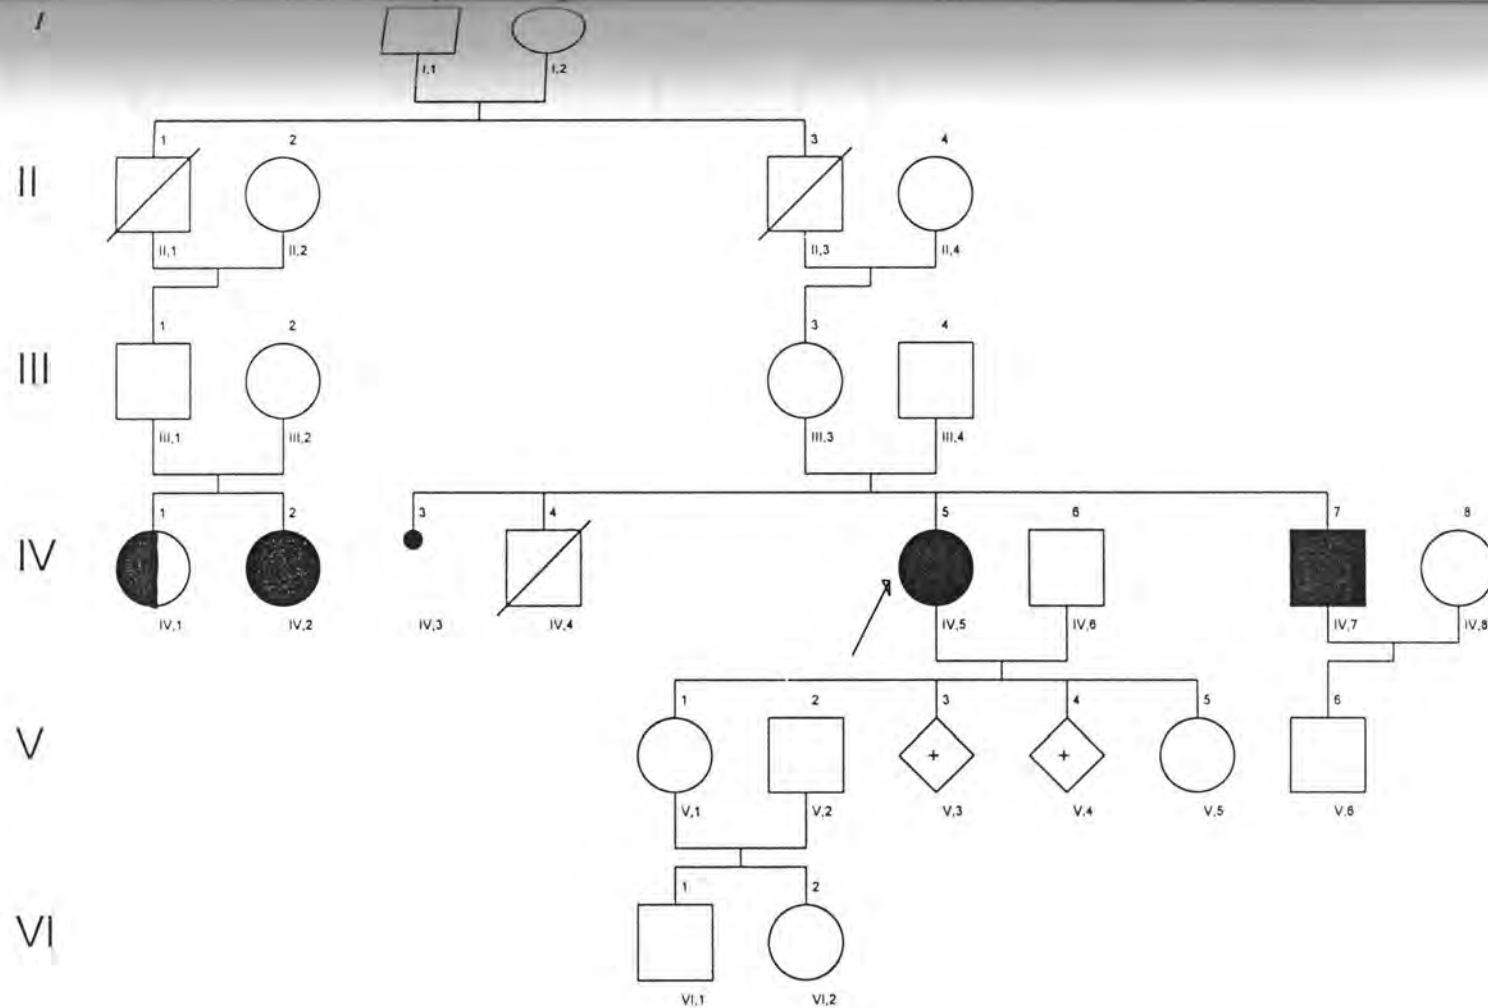 I
I,1 I,2
1 2 3 4
II
II,1 II,2 II,3 II,4
1 2 3 4
III
III,1 III,2 III,3 III,4
1 2 3 4 5 6 7 8
IV
IV,1 IV,2 IV,3 IV,4 IV,5 IV,6 IV,7 IV,8
1 2 3 4 5 6
V
+ +
V,1 V,2 V,3 V,4 V,5 V,6
1 2
VI
VI,1 VI,2